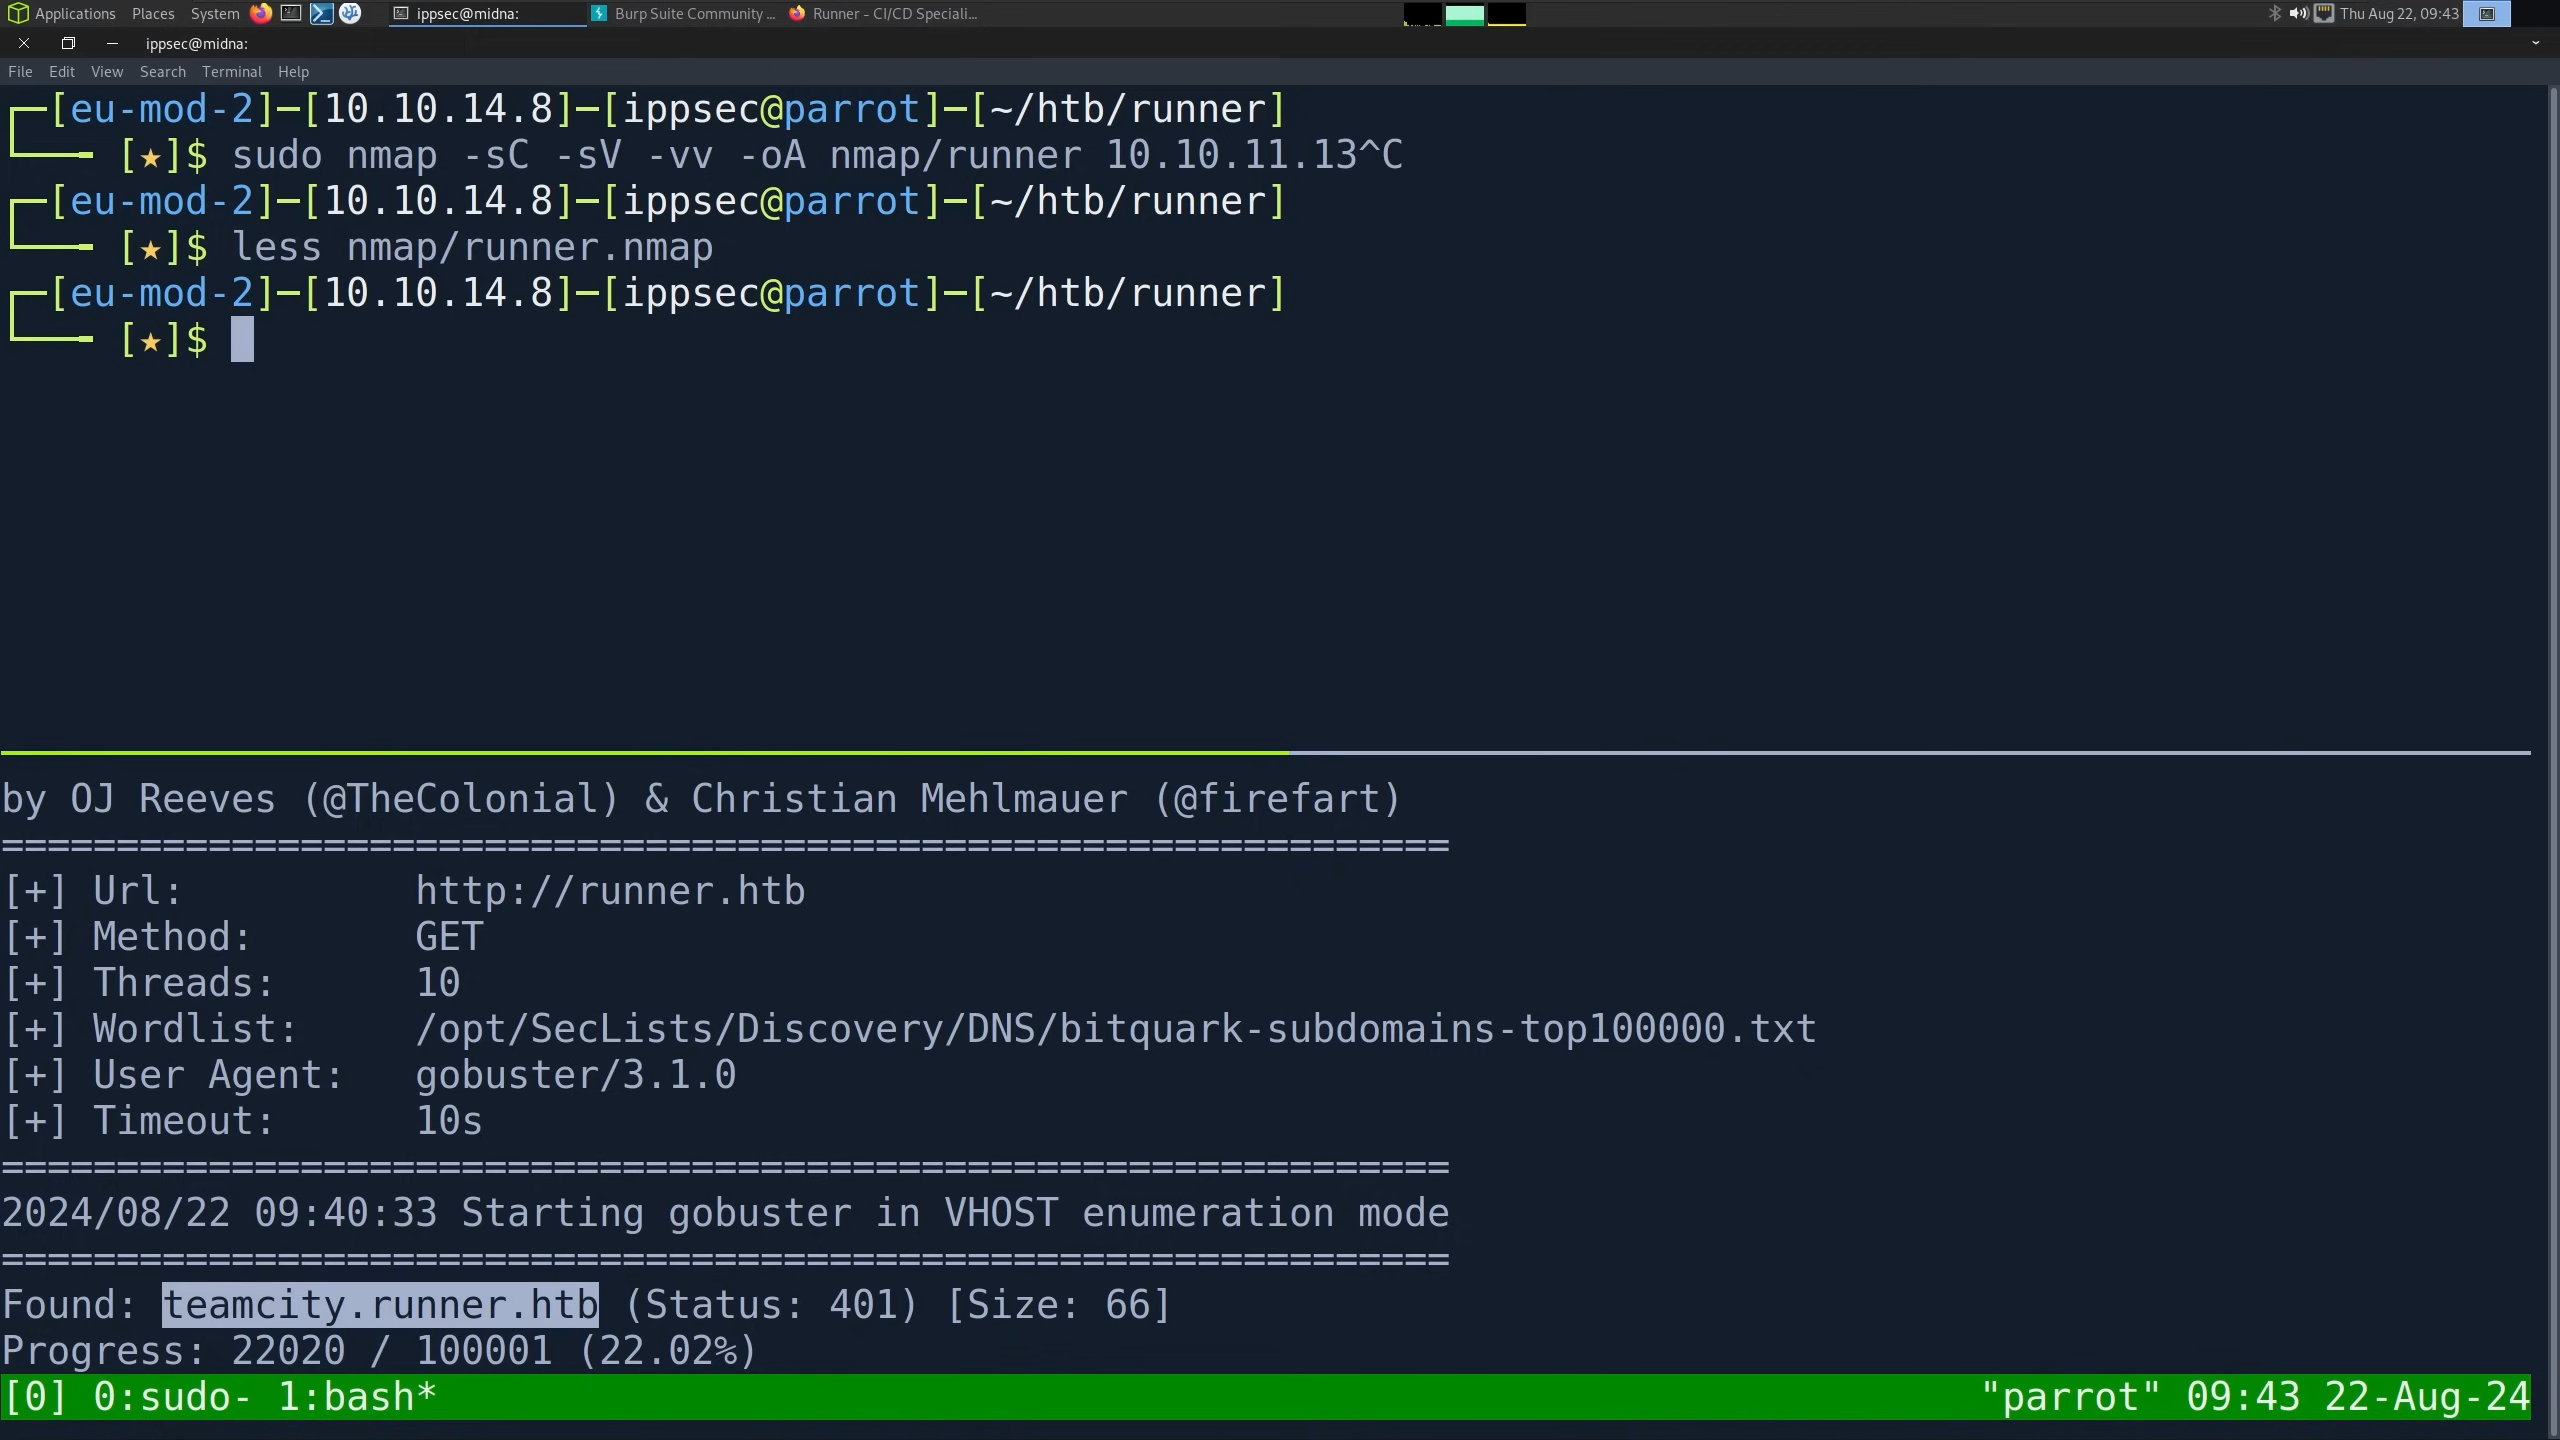 Applications Places System ippsec@midna: Burp Suite Community ... Runner - CI/CD Speciali... Thu Aug 22, 09:43
ippsec@midna:
File Edit View Search Terminal Help
┌─[eu-mod-2]─[10.10.14.8]─[ippsec@parrot]─[~/htb/runner]
└──╼ [★]$ sudo nmap -sC -sV -vv -oA nmap/runner 10.10.11.13^C
┌─[eu-mod-2]─[10.10.14.8]─[ippsec@parrot]─[~/htb/runner]
└──╼ [★]$ less nmap/runner.nmap
┌─[eu-mod-2]─[10.10.14.8]─[ippsec@parrot]─[~/htb/runner]
└──╼ [★]$
by OJ Reeves (@TheColonial) & Christian Mehlmauer (@firefart)
===============================================================
[+] Url:          http://runner.htb
[+] Method:       GET
[+] Threads:      10
[+] Wordlist:     /opt/SecLists/Discovery/DNS/bitquark-subdomains-top100000.txt
[+] User Agent:   gobuster/3.1.0
[+] Timeout:      10s
===============================================================
2024/08/22 09:40:33 Starting gobuster in VHOST enumeration mode
===============================================================
Found: teamcity.runner.htb (Status: 401) [Size: 66]
Progress: 22020 / 100001 (22.02%)
[0] 0:sudo- 1:bash* "parrot" 09:43 22-Aug-24